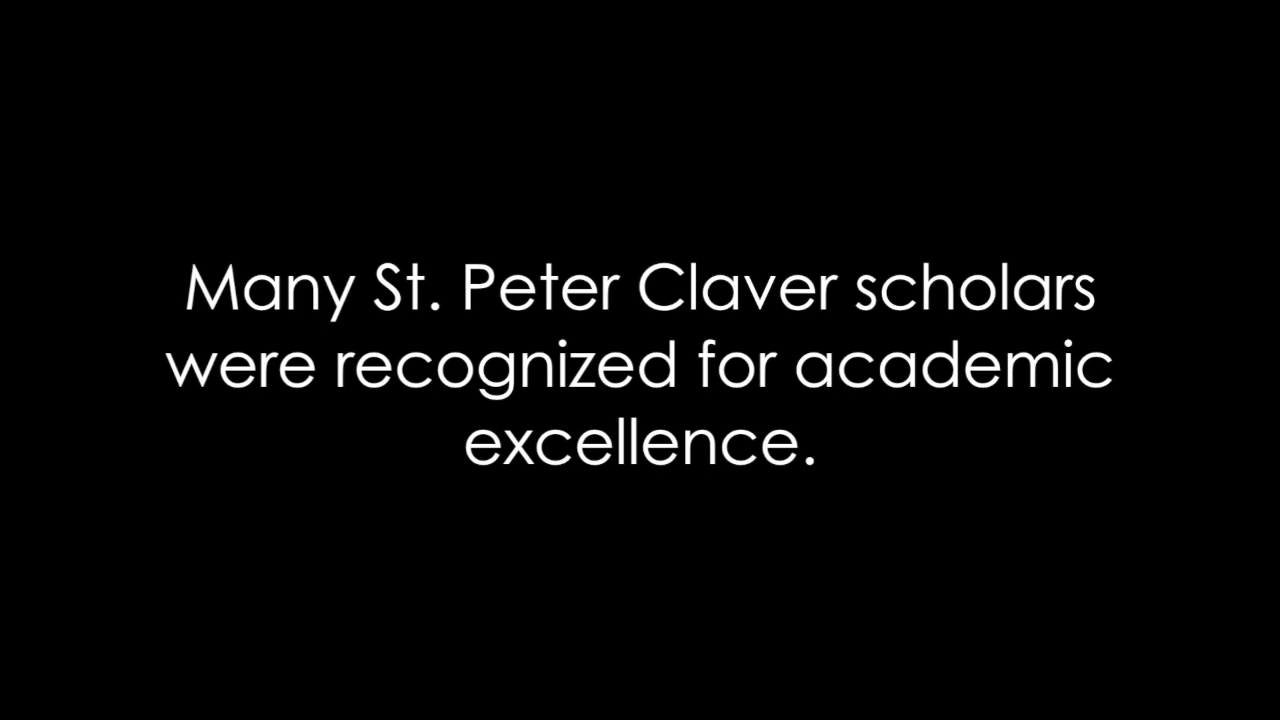 Many St. Peter Claver scholars
were recognized for academic
excellence.